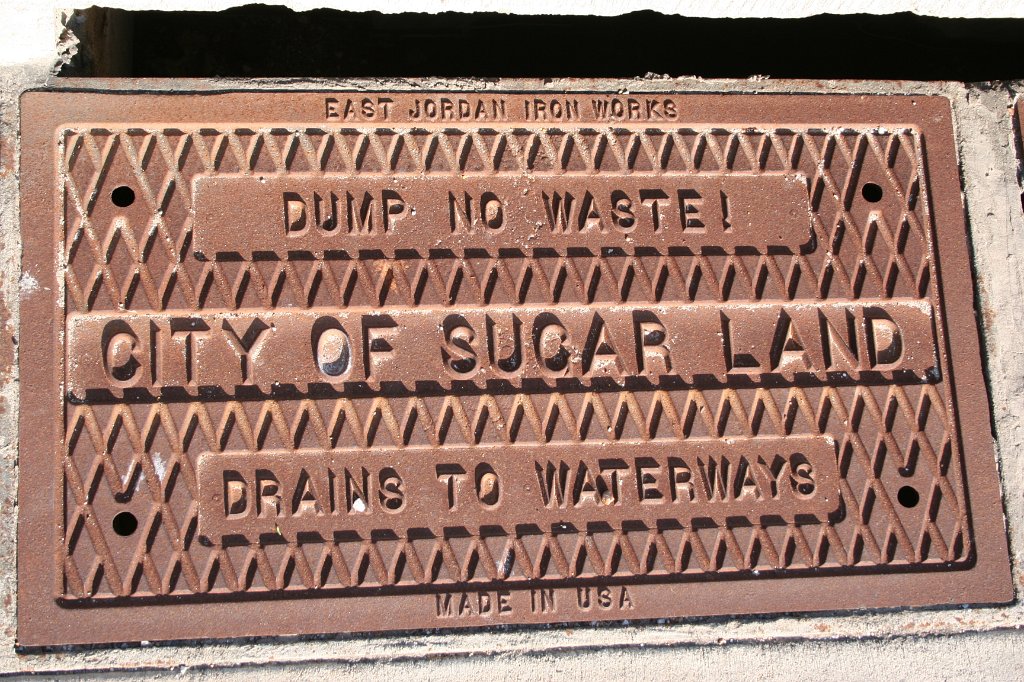 EAST JORDAN IRON WORKS
DUMP NO WASTE!
CITY OF SUGAR LAND
DRAINS TO WATERWAYS
MADE IN USA